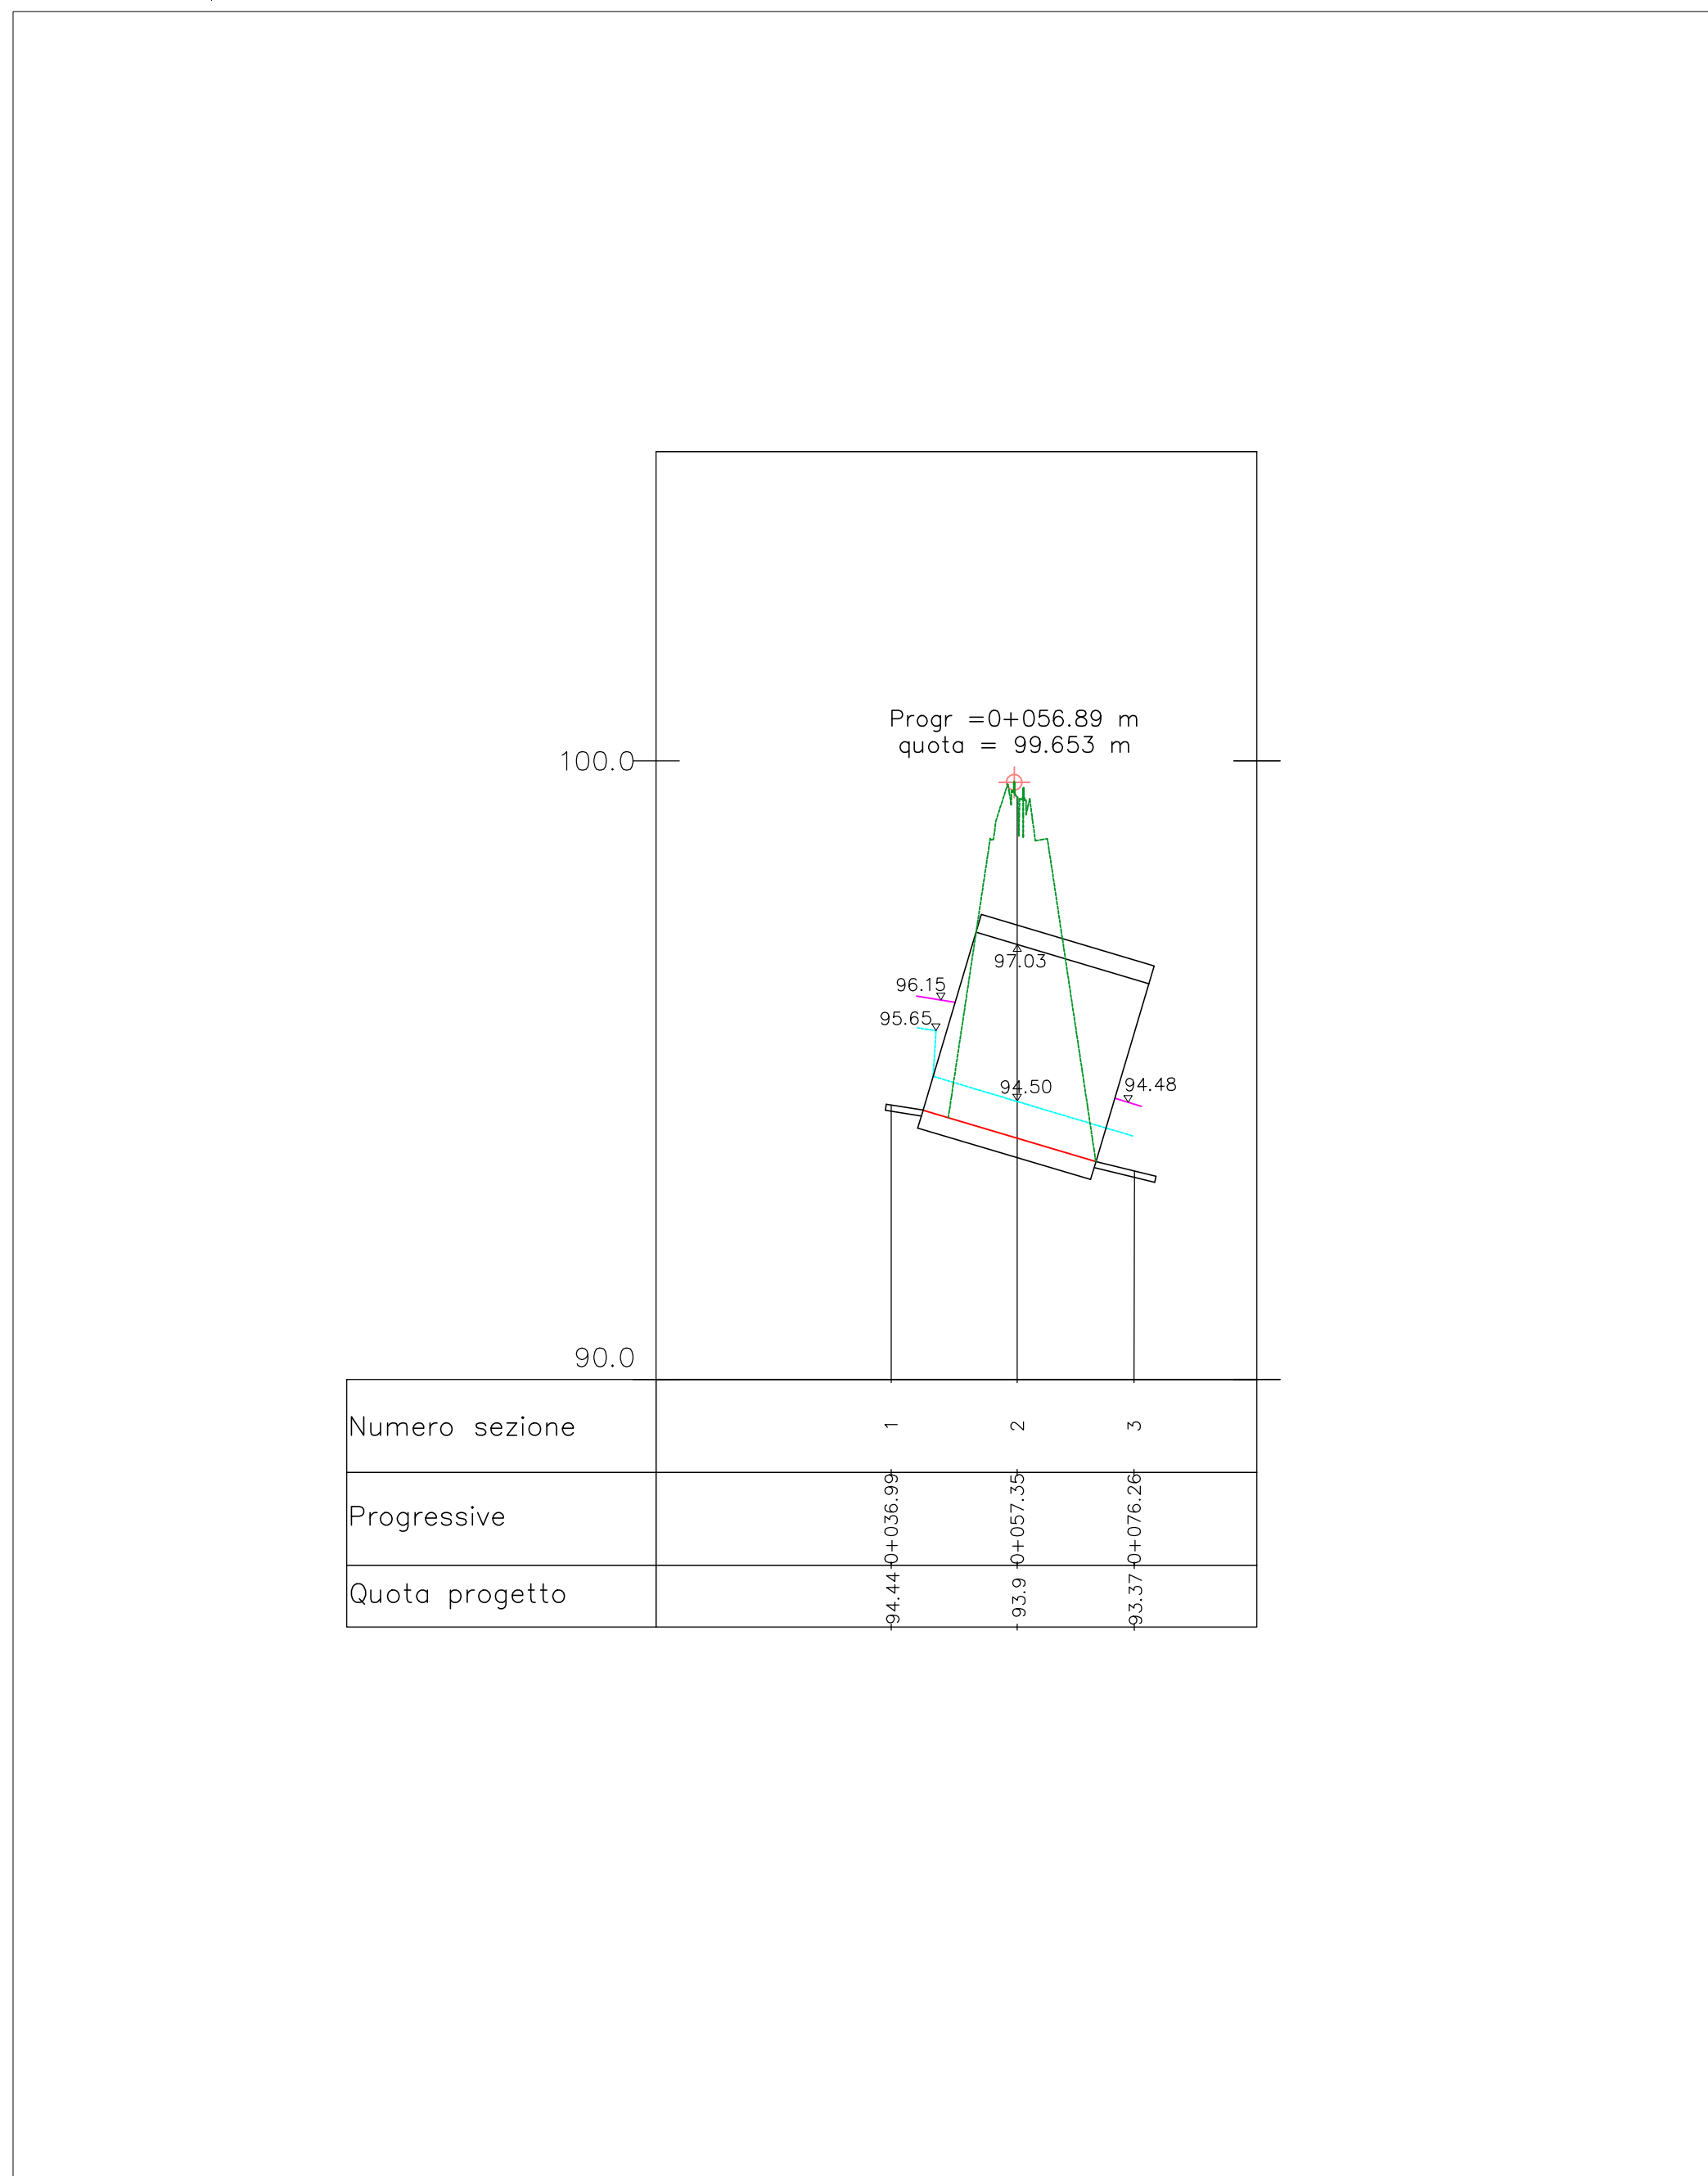 Progr =0+056.89 m
quota = 99.653 m
100.0
97.03
96.15
95.65
94.50
94.48
90.0
Numero sezione 1 2 3
Progressive 0+036.99 0+057.35 0+076.26
Quota progetto 94.44 93.9 93.37